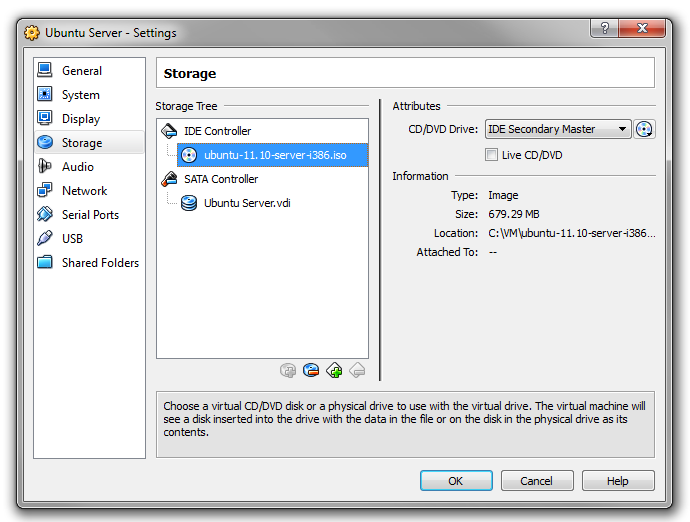 Ubuntu Server - Settings
General
System
Display
Storage
Audio
Network
Serial Ports
USB
Shared Folders
Storage
Storage Tree
IDE Controller
ubuntu-11.10-server-i386.iso
SATA Controller
Ubuntu Server.vdi
Attributes
CD/DVD Drive: IDE Secondary Master
Live CD/DVD
Information
Type: Image
Size: 679.29 MB
Location: C:\VM\ubuntu-11.10-server-i386...
Attached To: --
Choose a virtual CD/DVD disk or a physical drive to use with the virtual drive. The virtual machine will
see a disk inserted into the drive with the data in the file or on the disk in the physical drive as its
contents.
OK
Cancel
Help